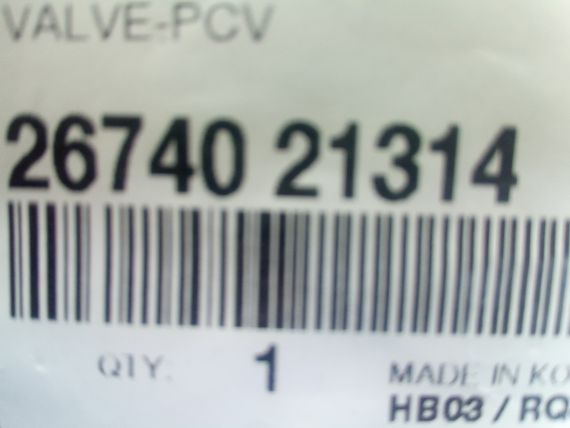 VALVE-PCV
26740 21314
QTY. 1
MADE IN KO
HB03 / RQ